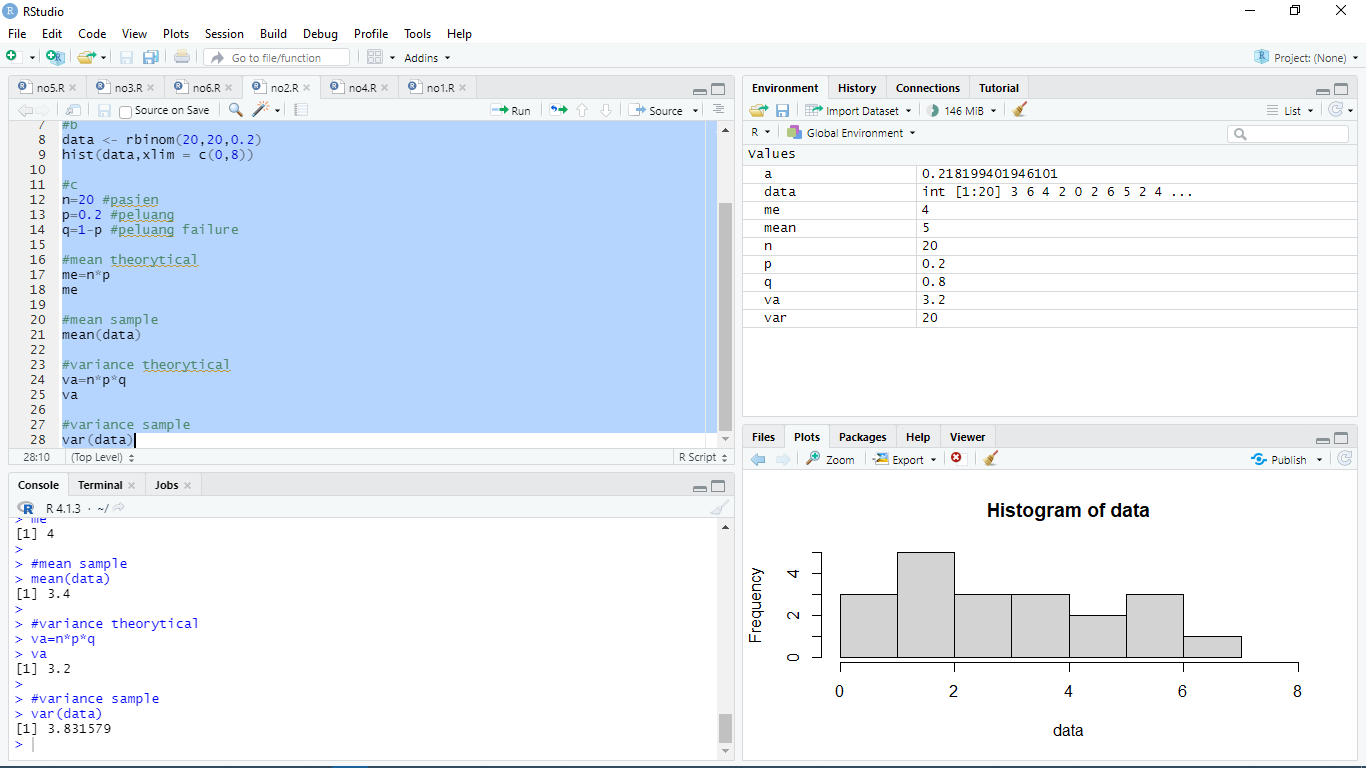 RStudio
File Edit Code View Plots Session Build Debug Profile Tools Help
Go to file/function Addins Project: (None)
no5.R no3.R no6.R no2.R no4.R no1.R
Source on Save Run Source
7 #b
8 data <- rbinom(20,20,0.2)
9 hist(data,xlim = c(0,8))
10
11 #c
12 n=20 #pasien
13 p=0.2 #peluang
14 q=1-p #peluang failure
15
16 #mean theorytical
17 me=n*p
18 me
19
20 #mean sample
21 mean(data)
22
23 #variance theorytical
24 va=n*p*q
25 va
26
27 #variance sample
28 var(data)
28:10 (Top Level) R Script
Console Terminal Jobs
R 4.1.3 · ~/
> me
[1] 4
>
> #mean sample
> mean(data)
[1] 3.4
>
> #variance theorytical
> va=n*p*q
> va
[1] 3.2
>
> #variance sample
> var(data)
[1] 3.831579
>
Environment History Connections Tutorial
Import Dataset 146 MiB List
R Global Environment
Values
a 0.218199401946101
data int [1:20] 3 6 4 2 0 2 6 5 2 4 ...
me 4
mean 5
n 20
p 0.2
q 0.8
va 3.2
var 20
Files Plots Packages Help Viewer
Zoom Export Publish
Histogram of data
Frequency
4
2
0
0 2 4 6 8
data